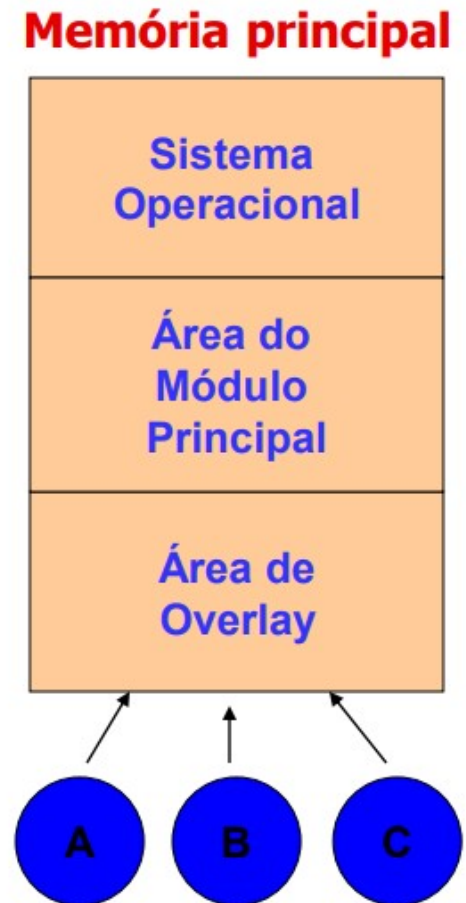 Memória principal
Sistema
Operacional
Área do
Módulo
Principal
Área de
Overlay
A
B
C